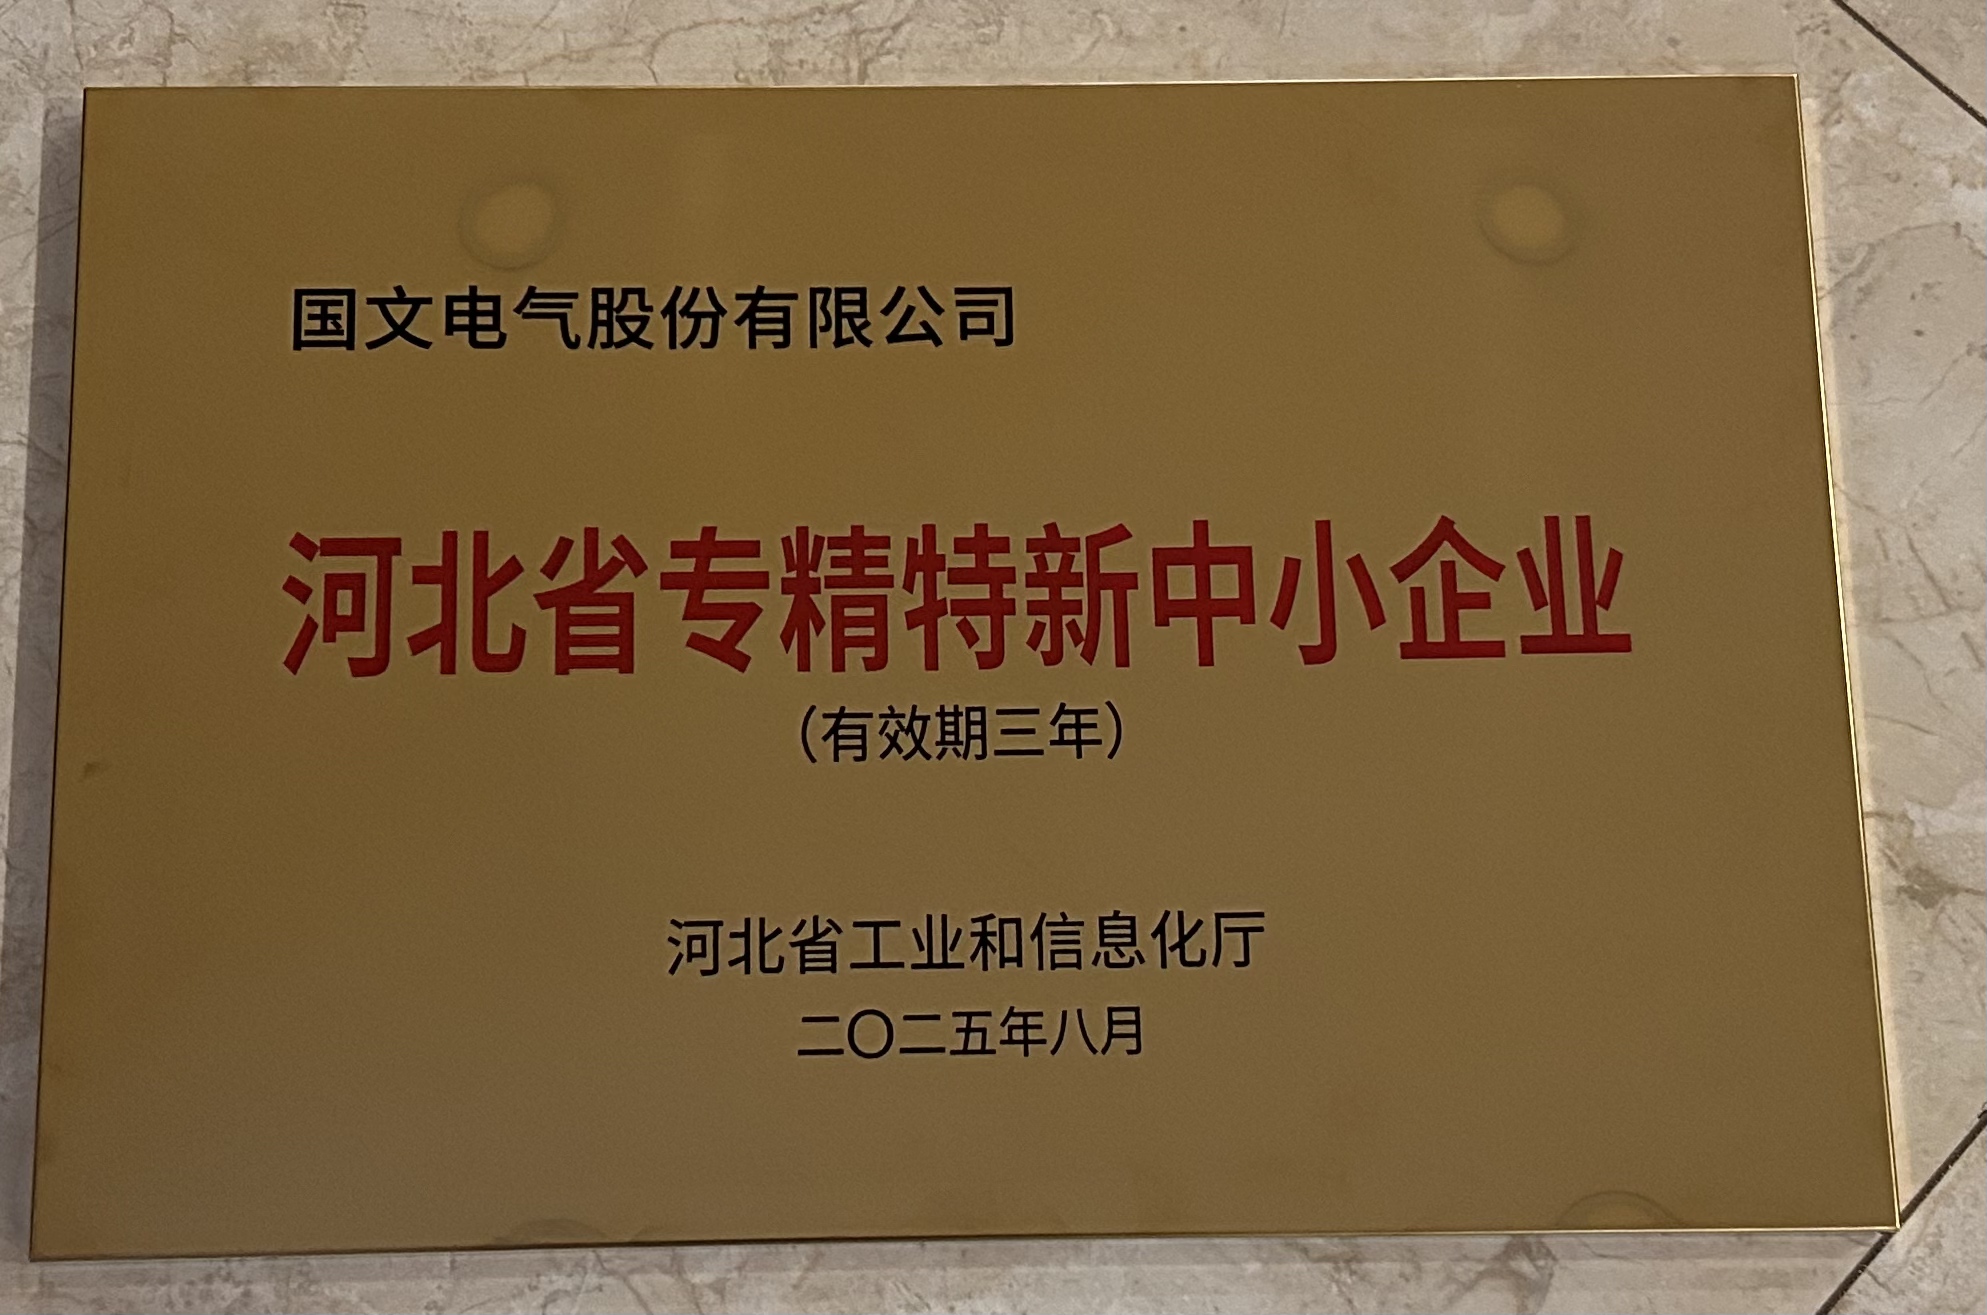 国文电气股份有限公司
河北省专精特新中小企业
（有效期三年）
河北省工业和信息化厅
二〇二五年八月